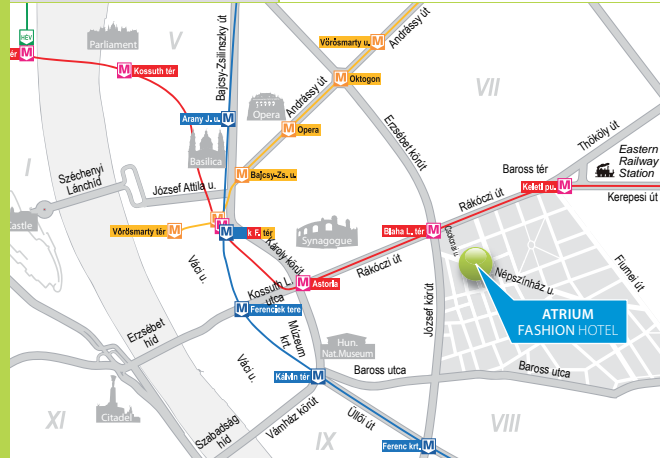 HÉV
M
tér
Parliament
V
M
Kossuth tér
Bajcsy-Zsilinszky út
Vörösmarty u.
M
Andrássy út
M
Oktogon
VII
Andrássy út
Opera
Arany J. u.
M
M
Opera
Erzsébet körút
Thököly út
Eastern
Railway
Station
Basilica
M
Bajcsy-Zs. u.
I
Széchenyi
Lánchíd
József Attila u.
Baross tér
Keleti pu.
M
Kerepesi út
Rákóczi út
Castle
Vörösmarty tér
M
M
M
M
k F. tér
Károly körút
Synagogue
Blaha L. tér
M
Csokonai u.
Rákóczi út
Váci u.
Népszínház u.
Fiumei út
Kossuth L.
utca
M
Astoria
M
Ferenciek tere
József körút
ATRIUM
FASHION HOTEL
Erzsébet
híd
Múzeum
krt.
Hun.
Nat.Museum
Váci u.
Kálvin tér
M
Baross utca
Baross utca
XI
Citadel
Szabadság
híd
Vámház körút
IX
Üllői út
VIII
Ferenc krt.
M